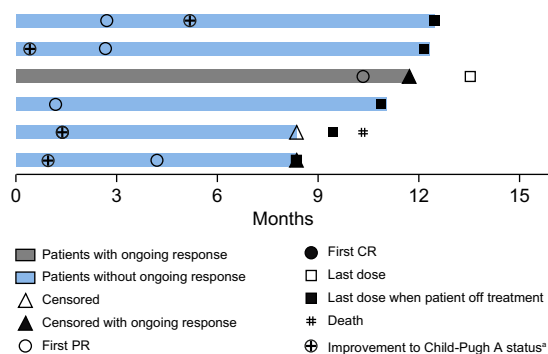 0 3 6 9 12 15
Months
Patients with ongoing response
Patients without ongoing response
Censored
Censored with ongoing response
First PR
First CR
Last dose
Last dose when patient off treatment
Death
Improvement to Child-Pugh A statusᵃ